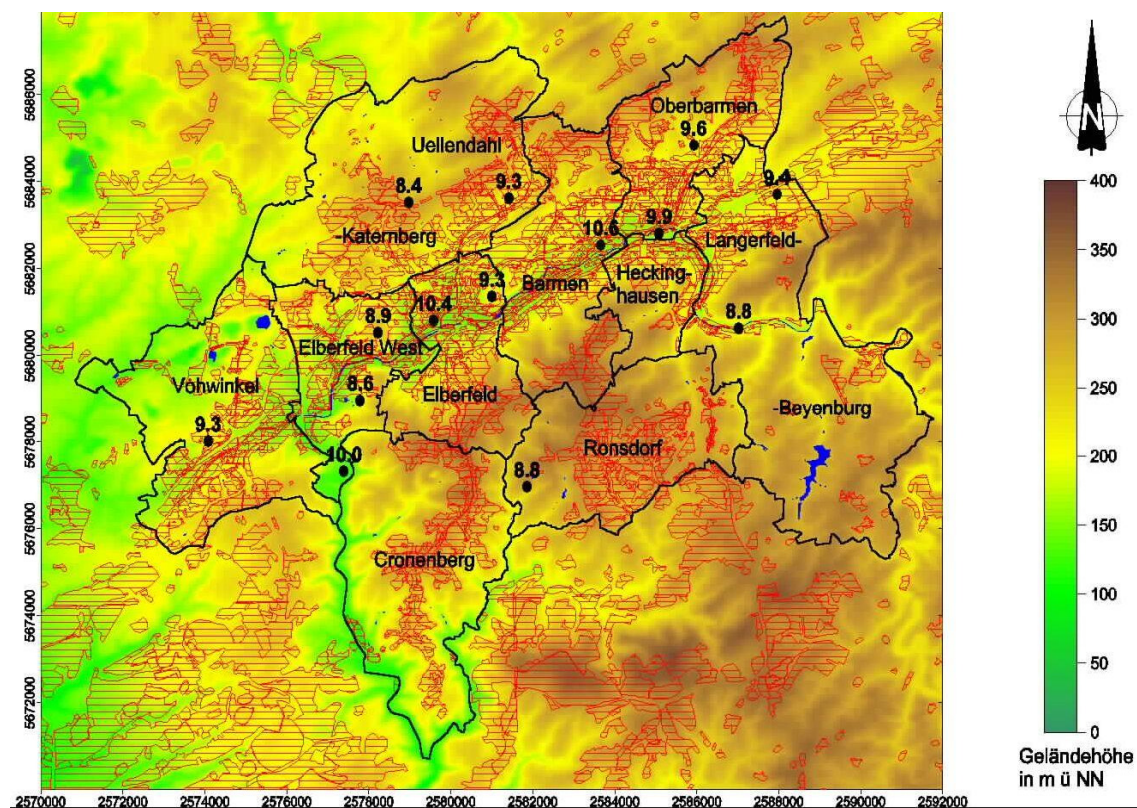 Oberbarmen
9.6
Uellendahl
8.4
9.3
9.4
-Katernberg
10.6
9.9
Langerfeld-
Hecking-
hausen
Barmen
9.3
10.4
8.9
8.8
Elberfeld West
Vohwinkel
8.6
Elberfeld
-Beyenburg
9.3
Ronsdorf
10.0
8.8
Cronenberg
5686000
5684000
5682000
5680000
5678000
5676000
5674000
5672000
2570000 2572000 2574000 2576000 2578000 2580000 2582000 2584000 2586000 2588000 2590000 2592000
N
400
350
300
250
200
150
100
50
0
Geländehöhe
in m ü NN